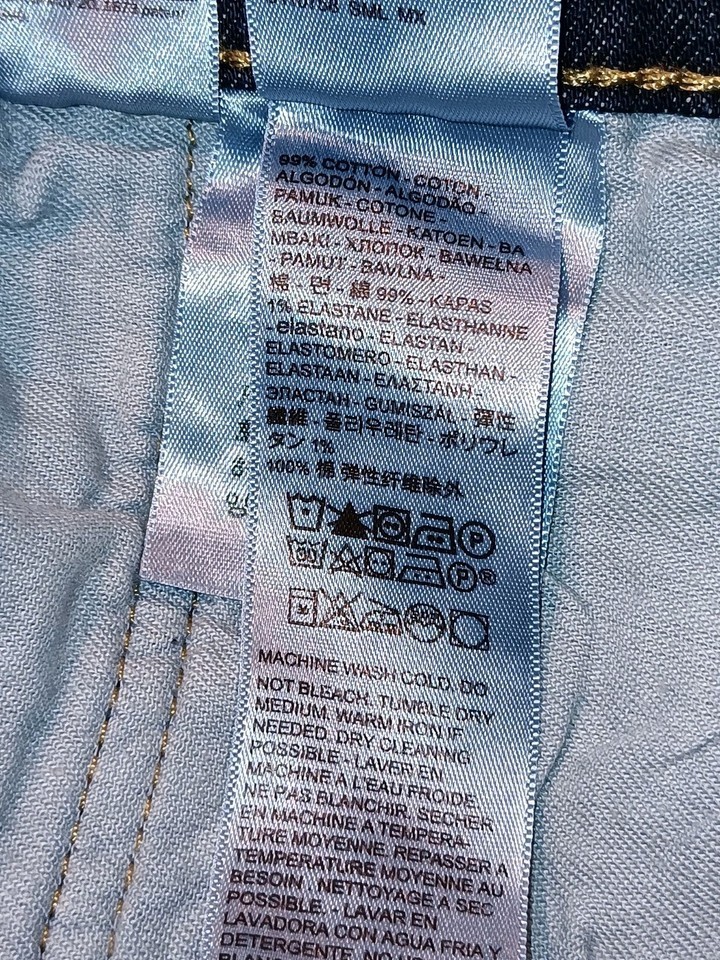 SML MX
99% COTTON - COTON -
ALGODON - ALGODÃO -
PAMUK - COTONE -
BAUMWOLLE - KATOEN - BA
MBAKI - ХЛОПОК - BAWEŁNA
- PAMUT - BAVLNA -
棉 - 면 - 綿 99% - KAPAS
1% ELASTANE - ELASTHANNE
- elastano - ELASTAN -
ELASTOMERO - ELASTHAN -
ELASTAAN - ΕΛΑΣΤΑΝΗ -
ЭЛАСТАН - GUMISZÁL - 彈性
纖維 - 폴리우레탄 - ポリウレ
タン 1%
100% 棉 弹性纤维除外
P
P®
MACHINE WASH COLD. DO
NOT BLEACH. TUMBLE DRY
MEDIUM. WARM IRON IF
NEEDED. DRY CLEANING
POSSIBLE - LAVER EN
MACHINE A L'EAU FROIDE.
NE PAS BLANCHIR. SECHER
EN MACHINE A TEMPERA-
TURE MOYENNE. REPASSER A
TEMPERATURE MOYENNE AU
BESOIN. NETTOYAGE A SEC
POSSIBLE. - LAVAR EN
LAVADORA CON AGUA FRIA Y
DETERGENTE. NO